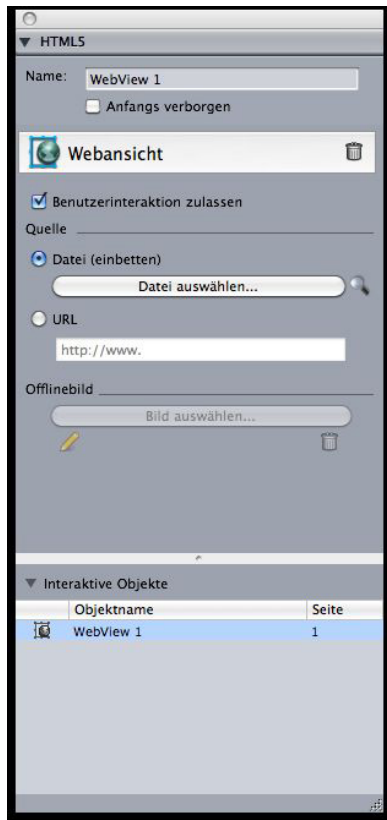 HTML5
Name: WebView 1
Anfangs verborgen
Webansicht
Benutzerinteraktion zulassen
Quelle
Datei (einbetten)
Datei auswählen...
URL
http://www.
Offlinebild
Bild auswählen...
Interaktive Objekte
Objektname Seite
WebView 1 1